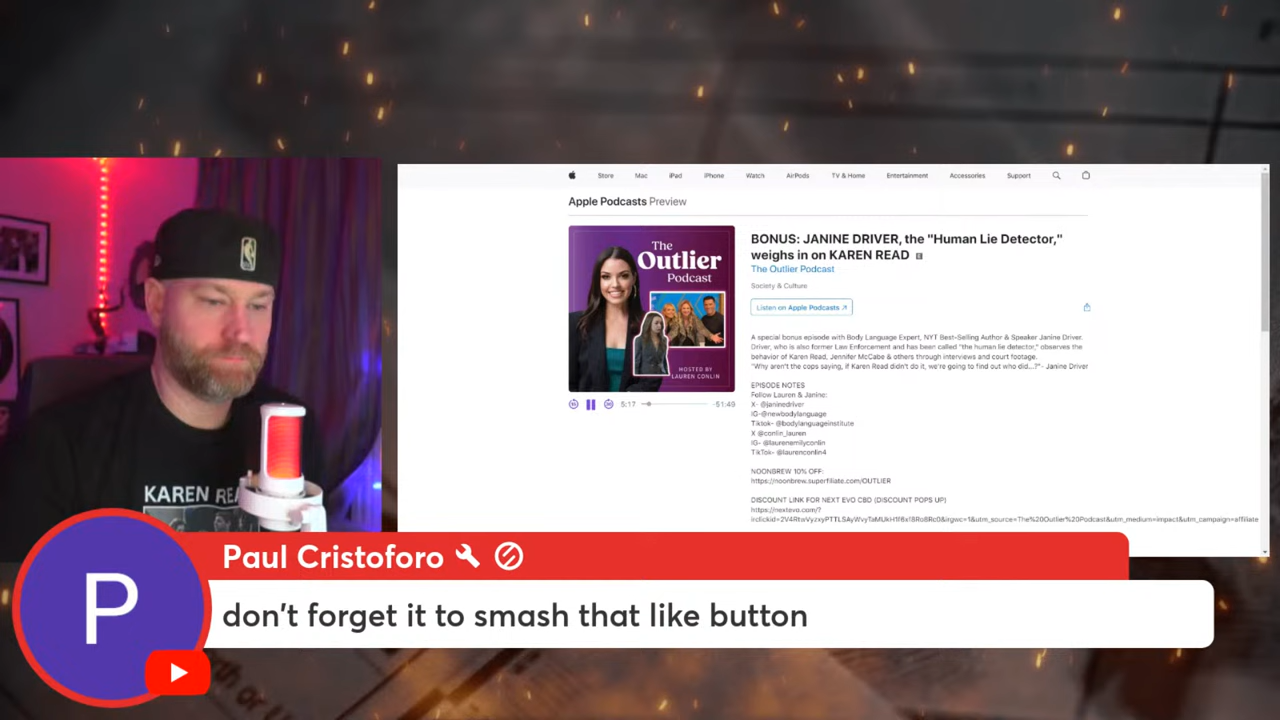 Store Mac iPad iPhone Watch AirPods TV & Home Entertainment Accessories Support
Apple Podcasts Preview
The
Outlier
Podcast
HOSTED BY
LAUREN CONLIN
5:17
-51:49
BONUS: JANINE DRIVER, the "Human Lie Detector,"
weighs in on KAREN READ E
The Outlier Podcast
Society & Culture
Listen on Apple Podcasts ↗
A special bonus episode with Body Language Expert, NYT Best-Selling Author & Speaker Janine Driver.
Driver, who is also former Law Enforcement and has been called "the human lie detector," observes the
behavior of Karen Read, Jennifer McCabe & others through interviews and court footage.
"Why aren't the cops saying, if Karen Read didn't do it, we're going to find out who did...?"- Janine Driver
EPISODE NOTES
Fellow Lauren & Janine:
X- @janinedriver
IG-@newbodylanguage
Tiktok- @bodylanguageinstitute
X @conlin_lauren
IG- @laurenemilyconlin
TikTok- @laurenconlin4
NOONBREW 10% OFF:
https://noonbrew.superfiliate.com/OUTLIER
DISCOUNT LINK FOR NEXT EVO CBD (DISCOUNT POPS UP)
https://nextevo.com/?
KAREN REA
Paul Cristoforo
P
don't forget it to smash that like button